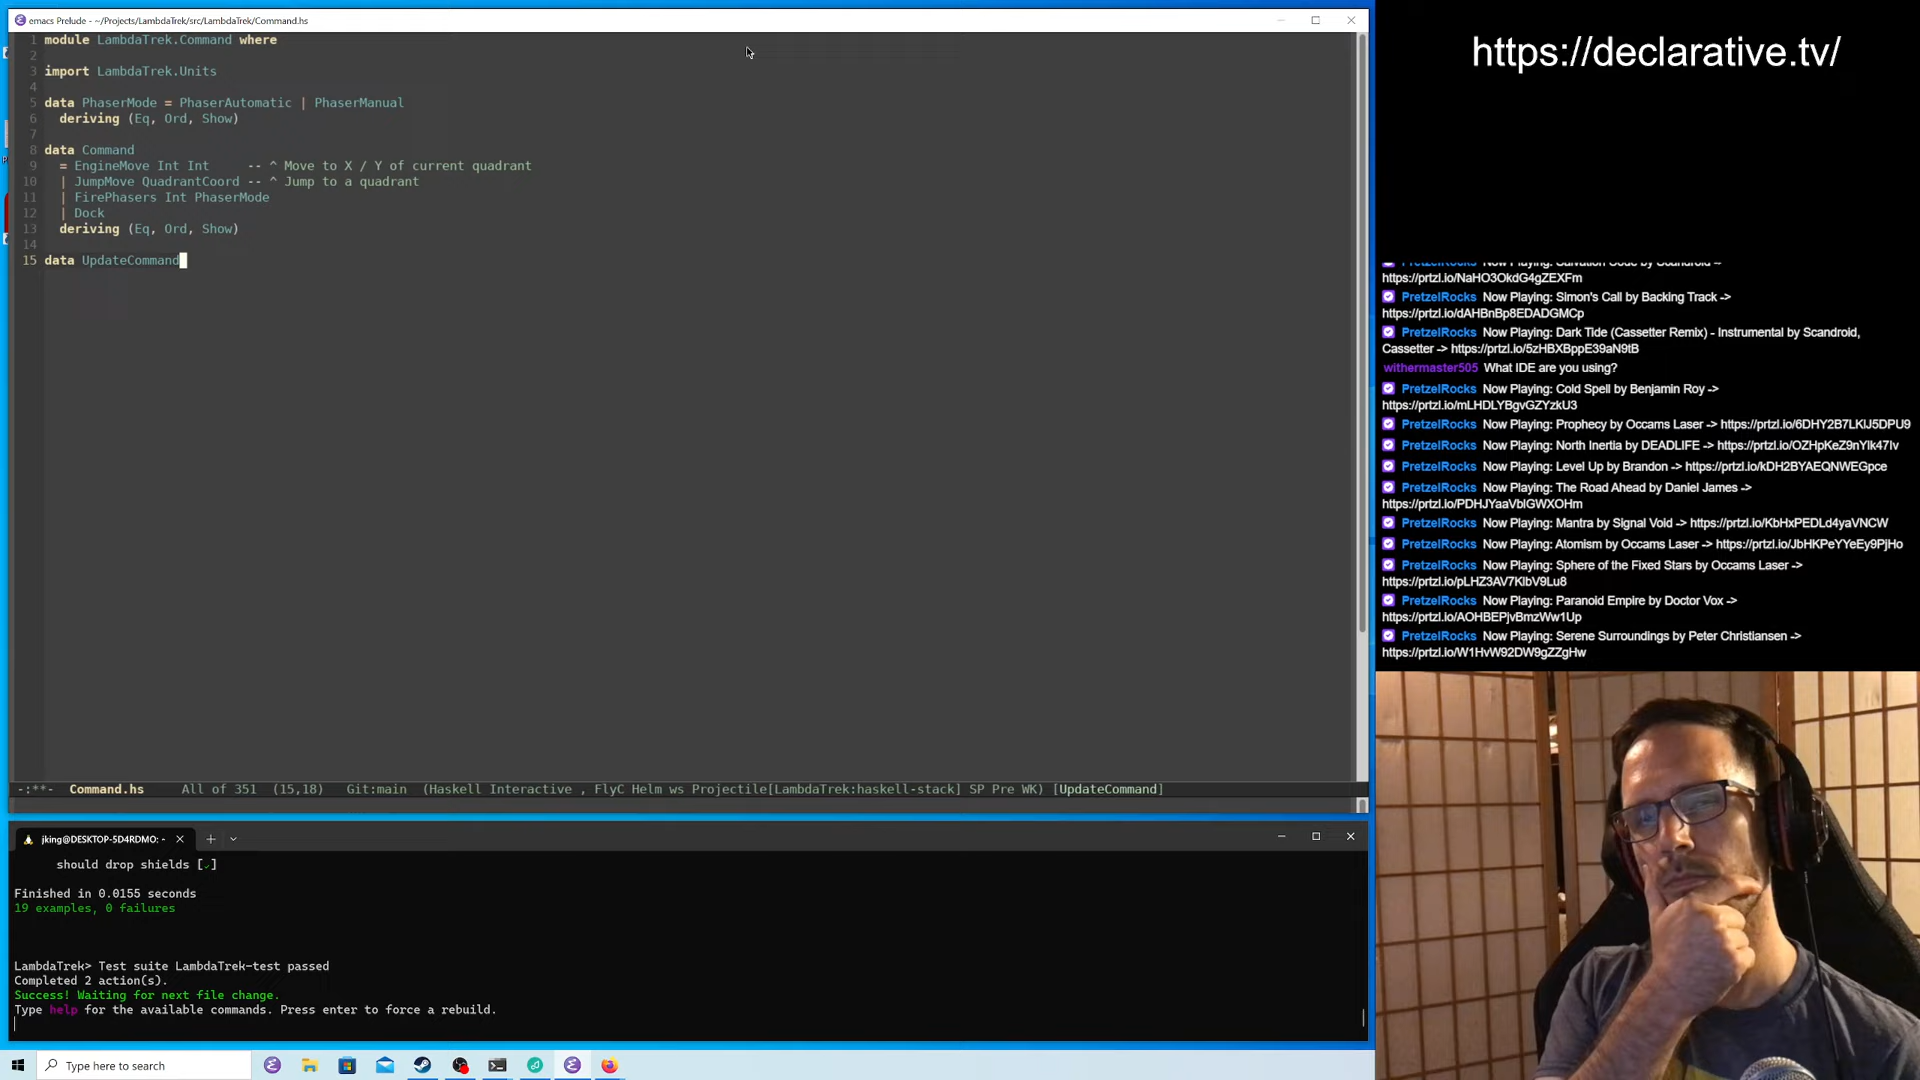 emacs Prelude - ~/Projects/LambdaTrek/src/LambdaTrek/Command.hs
1 module LambdaTrek.Command where
2
3 import LambdaTrek.Units
4
5 data PhaserMode = PhaserAutomatic | PhaserManual
6   deriving (Eq, Ord, Show)
7
8 data Command
9   = EngineMove Int Int     -- ^ Move to X / Y of current quadrant
10   | JumpMove QuadrantCoord -- ^ Jump to a quadrant
11   | FirePhasers Int PhaserMode
12   | Dock
13   deriving (Eq, Ord, Show)
14
15 data UpdateCommand
-:**-  Command.hs     All of 351  (15,18)   Git:main  (Haskell Interactive , FlyC Helm ws Projectile[LambdaTrek:haskell-stack] SP Pre WK) [UpdateCommand]
jking@DESKTOP-5D4RDMO: ~
should drop shields [✓]
Finished in 0.0155 seconds
19 examples, 0 failures
LambdaTrek> Test suite LambdaTrek-test passed
Completed 2 action(s).
Success! Waiting for next file change.
Type help for the available commands. Press enter to force a rebuild.
Type here to search
https://declarative.tv/
PretzelRocks Now Playing: Salvation Code by Scandroid ->
https://prtzl.io/NaHO3OkdG4gZEXFm
PretzelRocks Now Playing: Simon's Call by Backing Track ->
https://prtzl.io/dAHBnBp8EDADGMCp
PretzelRocks Now Playing: Dark Tide (Cassetter Remix) - Instrumental by Scandroid,
Cassetter -> https://prtzl.io/5zHBXBppE39aN9tB
withermaster505 What IDE are you using?
PretzelRocks Now Playing: Cold Spell by Benjamin Roy ->
https://prtzl.io/mLHDLYBgvGZYzkU3
PretzelRocks Now Playing: Prophecy by Occams Laser -> https://prtzl.io/6DHY2B7LKlJ5DPU9
PretzelRocks Now Playing: North Inertia by DEADLIFE -> https://prtzl.io/OZHpKeZ9nYlk47Iv
PretzelRocks Now Playing: Level Up by Brandon -> https://prtzl.io/kDH2BYAEQNWEGpce
PretzelRocks Now Playing: The Road Ahead by Daniel James ->
https://prtzl.io/PDHJYaaVblGWXOHm
PretzelRocks Now Playing: Mantra by Signal Void -> https://prtzl.io/KbHxPEDLd4yaVNCW
PretzelRocks Now Playing: Atomism by Occams Laser -> https://prtzl.io/JbHKPeYYeEy9PjHo
PretzelRocks Now Playing: Sphere of the Fixed Stars by Occams Laser ->
https://prtzl.io/pLHZ3AV7KlbV9Lu8
PretzelRocks Now Playing: Paranoid Empire by Doctor Vox ->
https://prtzl.io/AOHBEPjvBmzWw1Up
PretzelRocks Now Playing: Serene Surroundings by Peter Christiansen ->
https://prtzl.io/W1HvW92DW9gZZgHw